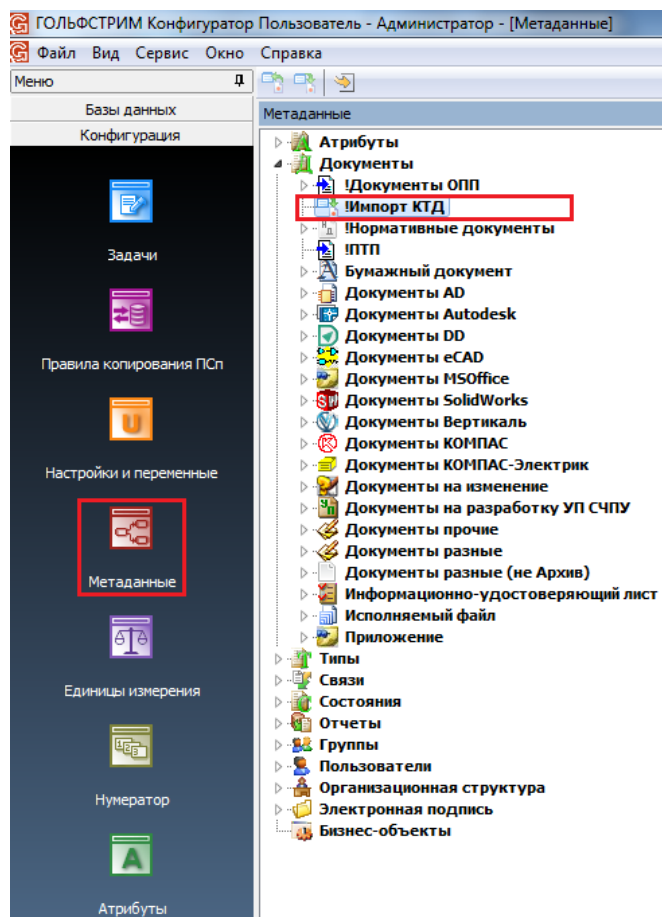 ГОЛЬФСТРИМ Конфигуратор Пользователь - Администратор - [Метаданные]
Файл Вид Сервис Окно Справка
Меню
Базы данных
Конфигурация
Задачи
Правила копирования ПСп
Настройки и переменные
Метаданные
Единицы измерения
Нумератор
Атрибуты
Метаданные
Атрибуты
Документы
!Документы ОПП
!Импорт КТД
!Нормативные документы
!ПТП
Бумажный документ
Документы AD
Документы Autodesk
Документы DD
Документы eCAD
Документы MSOffice
Документы SolidWorks
Документы Вертикаль
Документы КОМПАС
Документы КОМПАС-Электрик
Документы на изменение
Документы на разработку УП СЧПУ
Документы прочие
Документы разные
Документы разные (не Архив)
Информационно-удостоверяющий лист
Исполняемый файл
Приложение
Типы
Связи
Состояния
Отчеты
Группы
Пользователи
Организационная структура
Электронная подпись
Бизнес-объекты